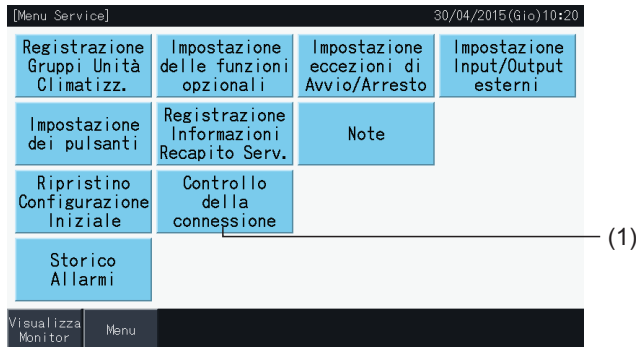 [Menu Service]
30/04/2015(Gio)10:20
Registrazione
Gruppi Unità
Climatizz.
Impostazione
delle funzioni
opzionali
Impostazione
eccezioni di
Avvio/Arresto
Impostazione
Input/Output
esterni
Impostazione
dei pulsanti
Registrazione
Informazioni
Recapito Serv.
Note
Ripristino
Configurazione
Iniziale
Controllo
della
connessione
(1)
Storico
Allarmi
Visualizza
Monitor
Menu